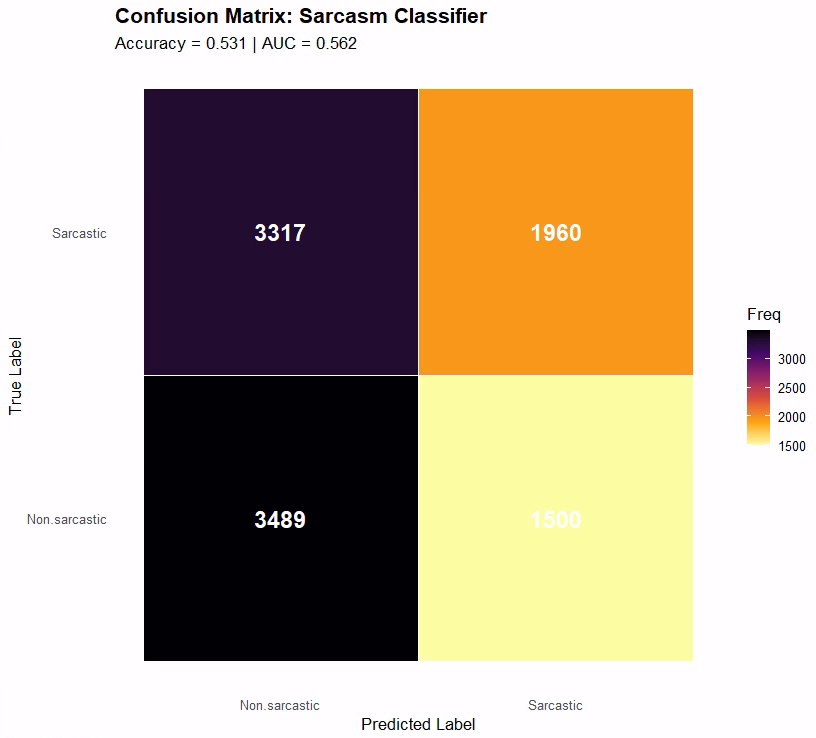 Confusion Matrix: Sarcasm Classifier
Accuracy = 0.531 | AUC = 0.562
Sarcastic
3317
1960
Freq
3000
2500
2000
1500
True Label
Non.sarcastic
3489
1500
Non.sarcastic
Sarcastic
Predicted Label